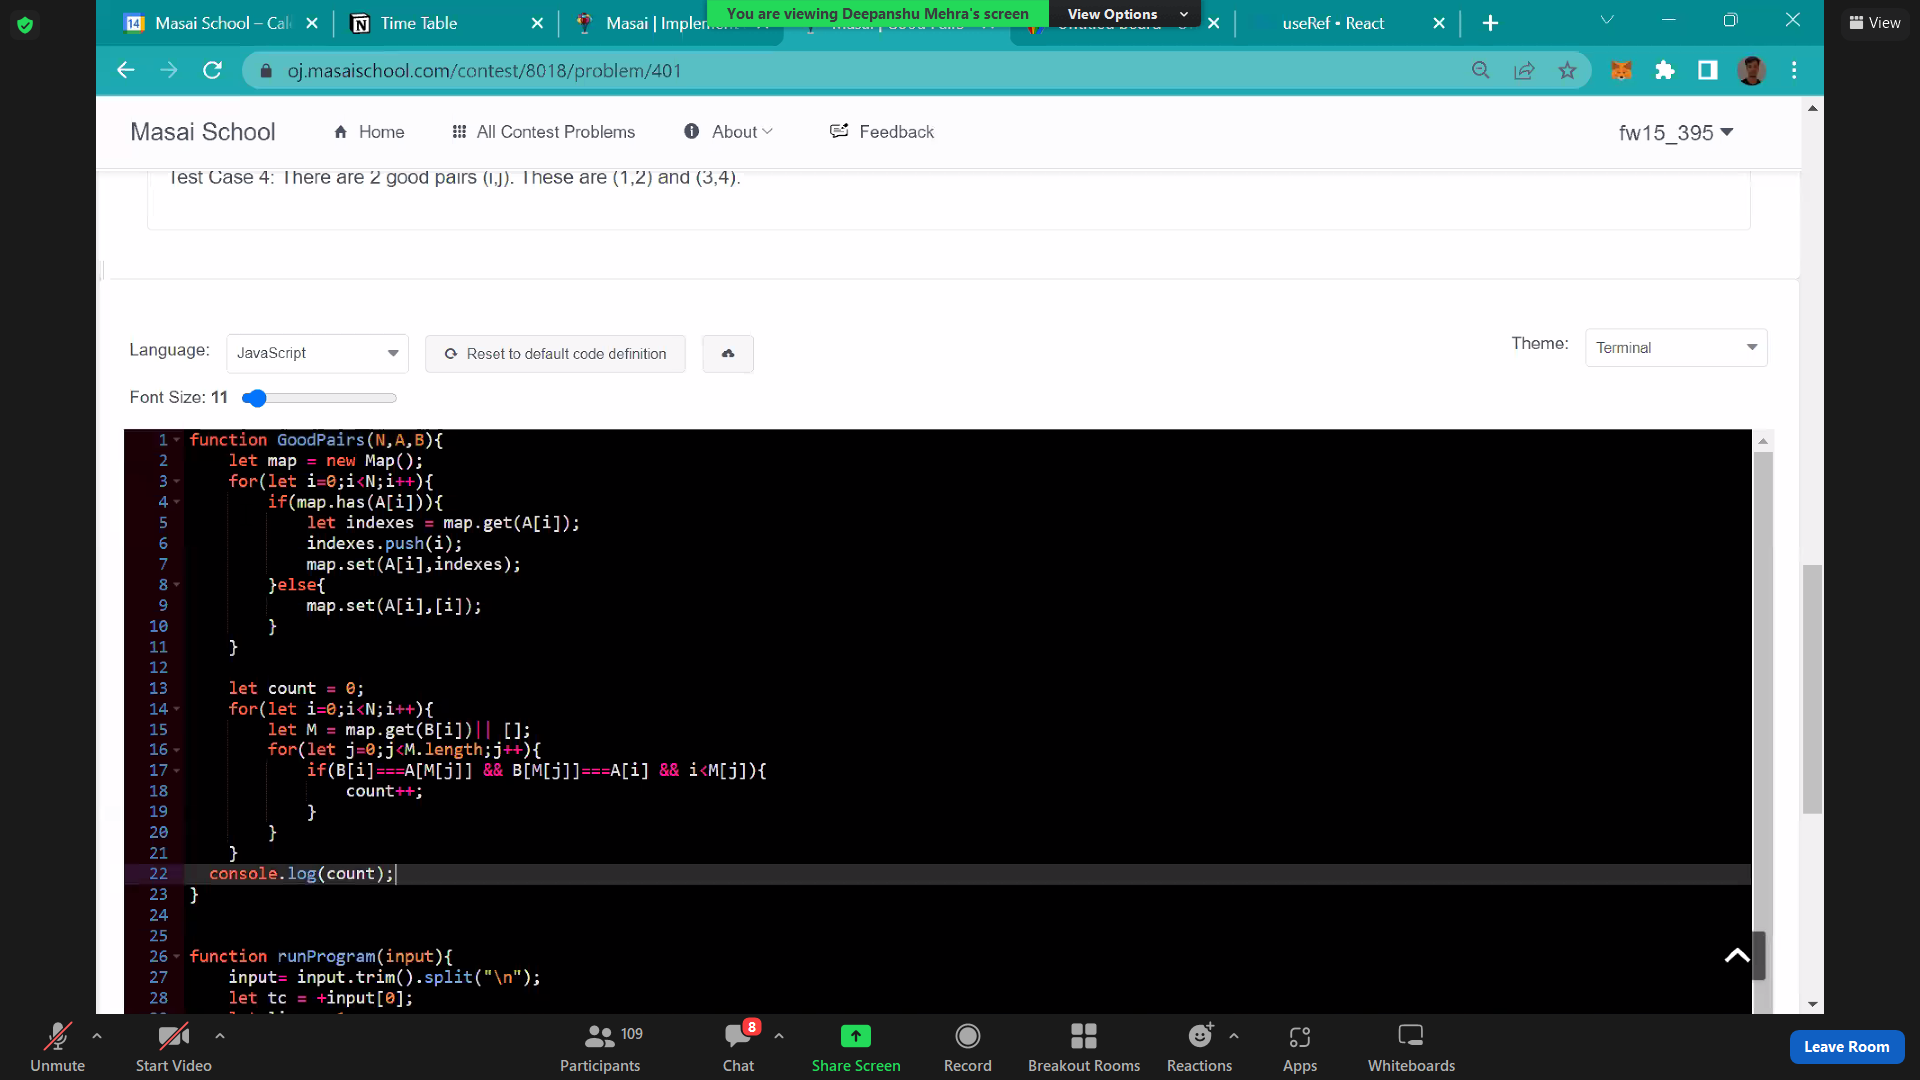 Masai School – Cal
Time Table
Masai | Implemen
You are viewing Deepanshu Mehra's screen
View Options
useRef • React
View
oj.masaischool.com/contest/8018/problem/401
Masai School
Home
All Contest Problems
About
Feedback
fw15_395
Test Case 4: There are 2 good pairs (i,j). These are (1,2) and (3,4).
Language:
JavaScript
Reset to default code definition
Theme:
Terminal
Font Size: 11
1 function GoodPairs(N,A,B){
2 let map = new Map();
3 for(let i=0;i<N;i++){
4 if(map.has(A[i])){
5 let indexes = map.get(A[i]);
6 indexes.push(i);
7 map.set(A[i],indexes);
8 }else{
9 map.set(A[i],[i]);
10 }
11 }
12
13 let count = 0;
14 for(let i=0;i<N;i++){
15 let M = map.get(B[i])|| [];
16 for(let j=0;j<M.length;j++){
17 if(B[i]===A[M[j]] && B[M[j]]===A[i] && i<M[j]){
18 count++;
19 }
20 }
21 }
22 console.log(count);
23 }
24
25
26 function runProgram(input){
27 input= input.trim().split("\n");
28 let tc = +input[0];
Unmute
Start Video
109
Participants
8
Chat
Share Screen
Record
Breakout Rooms
Reactions
Apps
Whiteboards
Leave Room